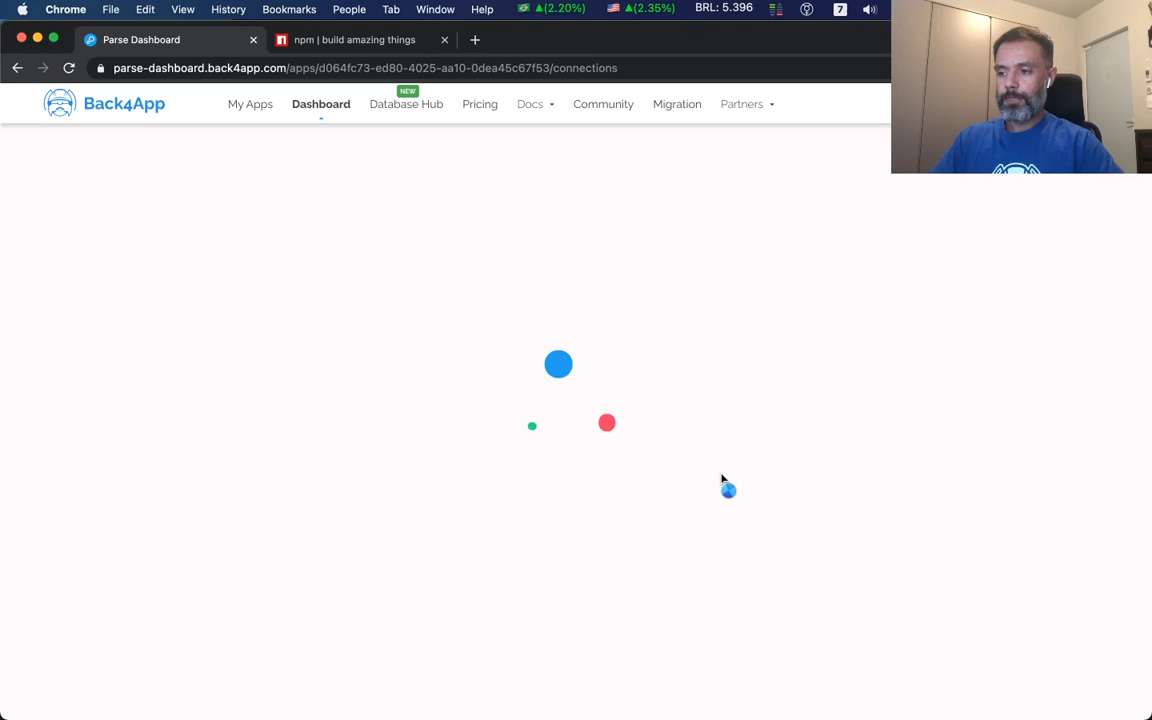 Chrome File Edit View History Bookmarks People Tab Window Help (2.20%) (2.35%) BRL: 5.396 7
Parse Dashboard npm | build amazing things
parse-dashboard.back4app.com/apps/d064fc73-ed80-4025-aa10-0dea45c67f53/connections
NEW
Back4App My Apps Dashboard Database Hub Pricing Docs Community Migration Partners